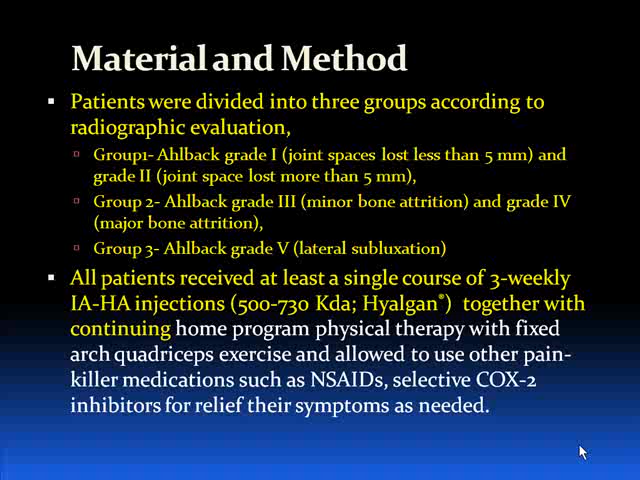 Material and Method
▪ Patients were divided into three groups according to
radiographic evaluation,
▫ Group1- Ahlback grade I (joint spaces lost less than 5 mm) and
grade II (joint space lost more than 5 mm),
▫ Group 2- Ahlback grade III (minor bone attrition) and grade IV
(major bone attrition),
▫ Group 3- Ahlback grade V (lateral subluxation)
▪ All patients received at least a single course of 3-weekly
IA-HA injections (500-730 Kda; Hyalgan®) together with
continuing home program physical therapy with fixed
arch quadriceps exercise and allowed to use other pain-
killer medications such as NSAIDs, selective COX-2
inhibitors for relief their symptoms as needed.